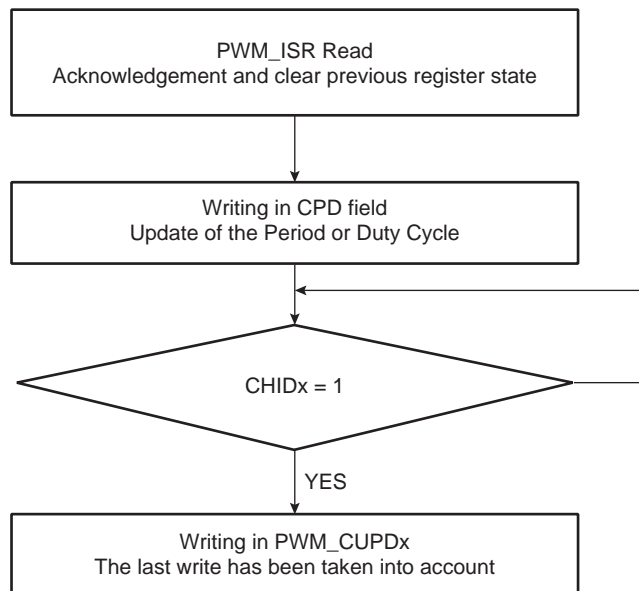 PWM_ISR Read
Acknowledgement and clear previous register state
Writing in CPD field
Update of the Period or Duty Cycle
CHIDx = 1
YES
Writing in PWM_CUPDx
The last write has been taken into account